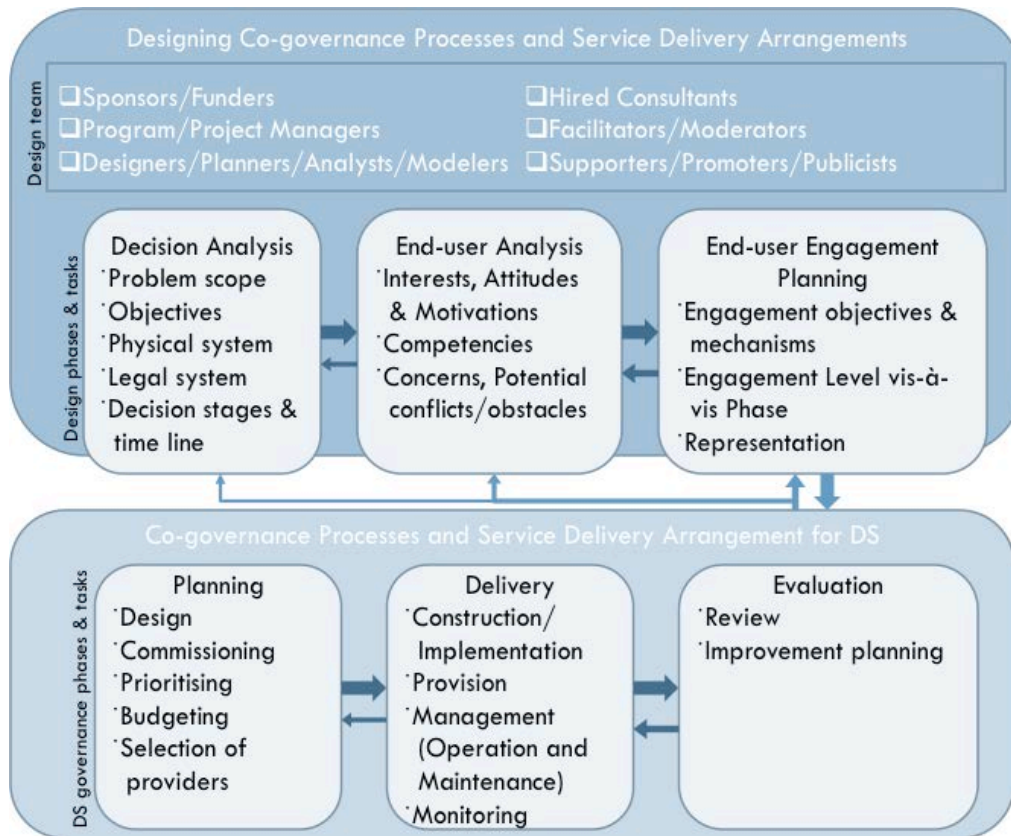 Designing Co-governance Processes and Service Delivery Arrangements
Design team
❑Sponsors/Funders
❑Program/Project Managers
❑Designers/Planners/Analysts/Modelers
❑Hired Consultants
❑Facilitators/Moderators
❑Supporters/Promoters/Publicists
Design phases & tasks
Decision Analysis
˙Problem scope
˙Objectives
˙Physical system
˙Legal system
˙Decision stages &
time line
End-user Analysis
˙Interests, Attitudes
& Motivations
˙Competencies
˙Concerns, Potential
conflicts/obstacles
End-user Engagement
Planning
˙Engagement objectives &
mechanisms
˙Engagement Level vis-à-
vis Phase
˙Representation
Co-governance Processes and Service Delivery Arrangement for DS
DS governance phases & tasks
Planning
˙Design
˙Commissioning
˙Prioritising
˙Budgeting
˙Selection of
providers
Delivery
˙Construction/
Implementation
˙Provision
˙Management
(Operation and
Maintenance)
˙Monitoring
Evaluation
˙Review
˙Improvement planning